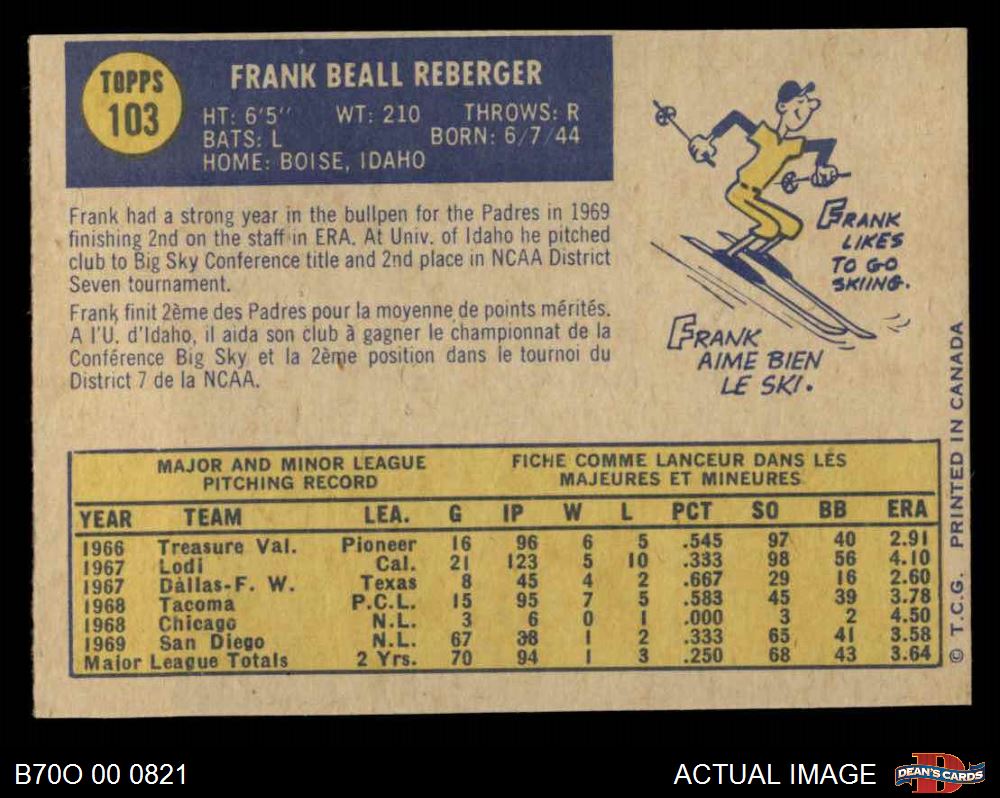 TOPPS
103
FRANK BEALL REBERGER
HT: 6'5" WT: 210 THROWS: R
BATS: L BORN: 6/7/44
HOME: BOISE, IDAHO
Frank had a strong year in the bullpen for the Padres in 1969
finishing 2nd on the staff in ERA. At Univ. of Idaho he pitched
club to Big Sky Conference title and 2nd place in NCAA District
Seven tournament.
Frank finit 2ème des Padres pour la moyenne de points mérités.
A l'U. d'Idaho, il aida son club à gagner le championnat de la
Conférence Big Sky et la 2ème position dans le tournoi du
District 7 de la NCAA.
FRANK
LIKES
TO GO
SKIING.
FRANK
AIME BIEN
LE SKI.
MAJOR AND MINOR LEAGUE
PITCHING RECORD
FICHE COMME LANCEUR DANS LES
MAJEURES ET MINEURES
YEAR TEAM LEA. G IP W L PCT SO BB ERA
1966 Treasure Val. Pioneer 16 96 6 5 .545 97 40 2.91
1967 Lodi Cal. 21 123 5 10 .333 98 56 4.10
1967 Dallas-F. W. Texas 8 45 4 2 .667 29 16 2.60
1968 Tacoma P.C.L. 15 95 7 5 .583 45 39 3.78
1968 Chicago N.L. 3 6 0 1 .000 3 2 4.50
1969 San Diego N.L. 67 38 1 2 .333 65 41 3.58
Major League Totals 2 Yrs. 70 94 1 3 .250 68 43 3.64
© T.C.G. PRINTED IN CANADA
B70O 00 0821
ACTUAL IMAGE
DEAN'S CARDS